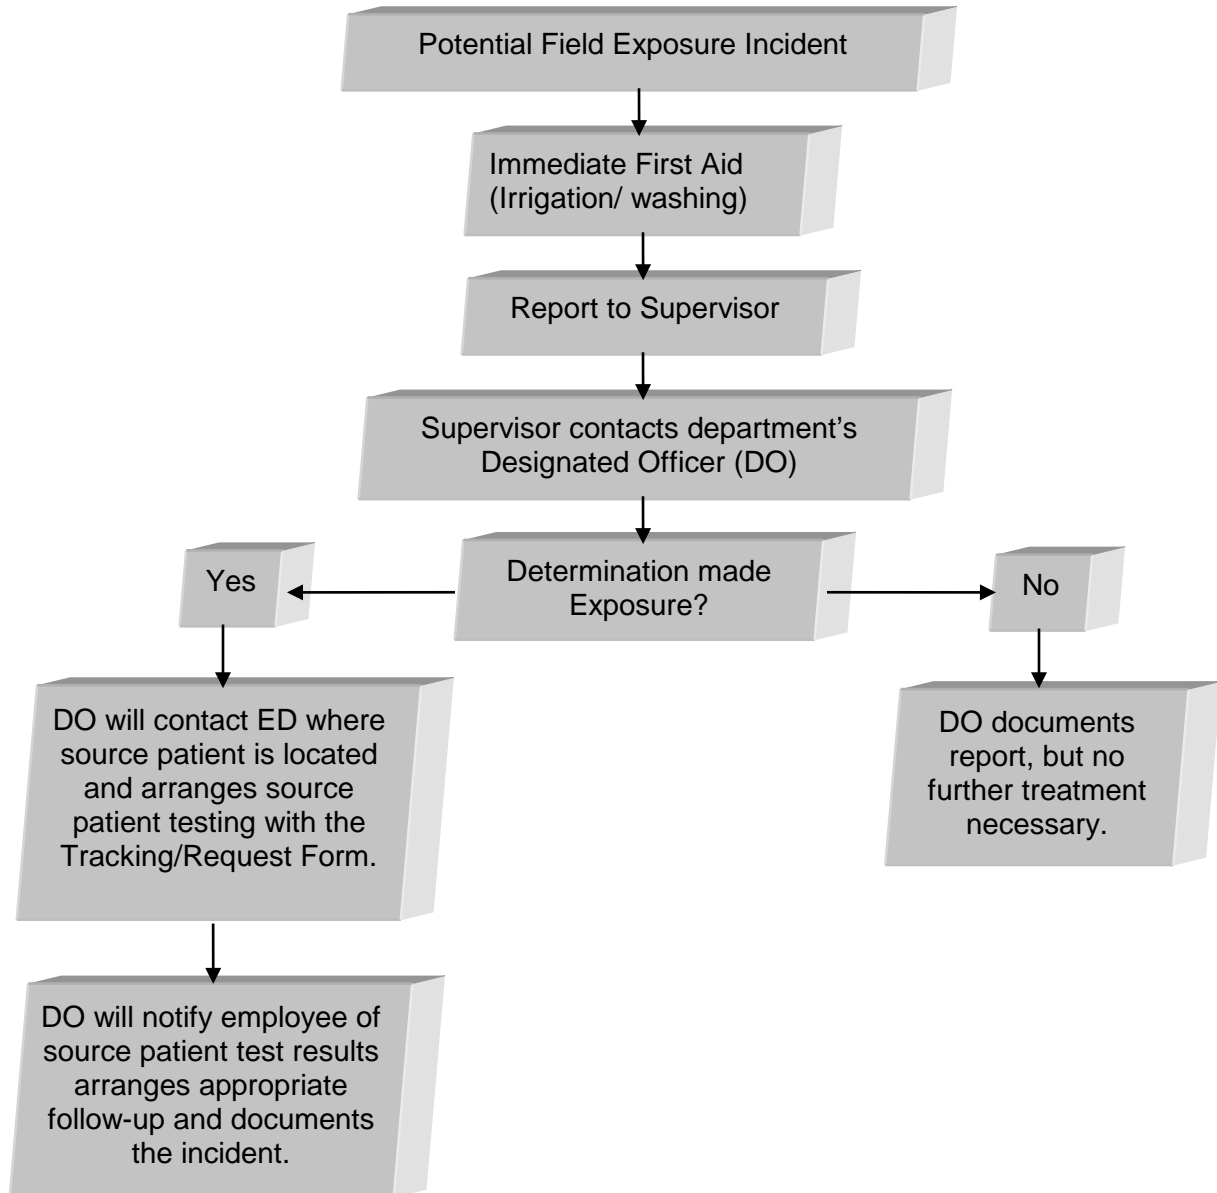 Potential Field Exposure Incident
Immediate First Aid
(Irrigation/ washing)
Report to Supervisor
Supervisor contacts department’s
Designated Officer (DO)
Determination made
Exposure?
Yes
No
DO will contact ED where
source patient is located
and arranges source
patient testing with the
Tracking/Request Form.
DO documents
report, but no
further treatment
necessary.
DO will notify employee of
source patient test results
arranges appropriate
follow-up and documents
the incident.